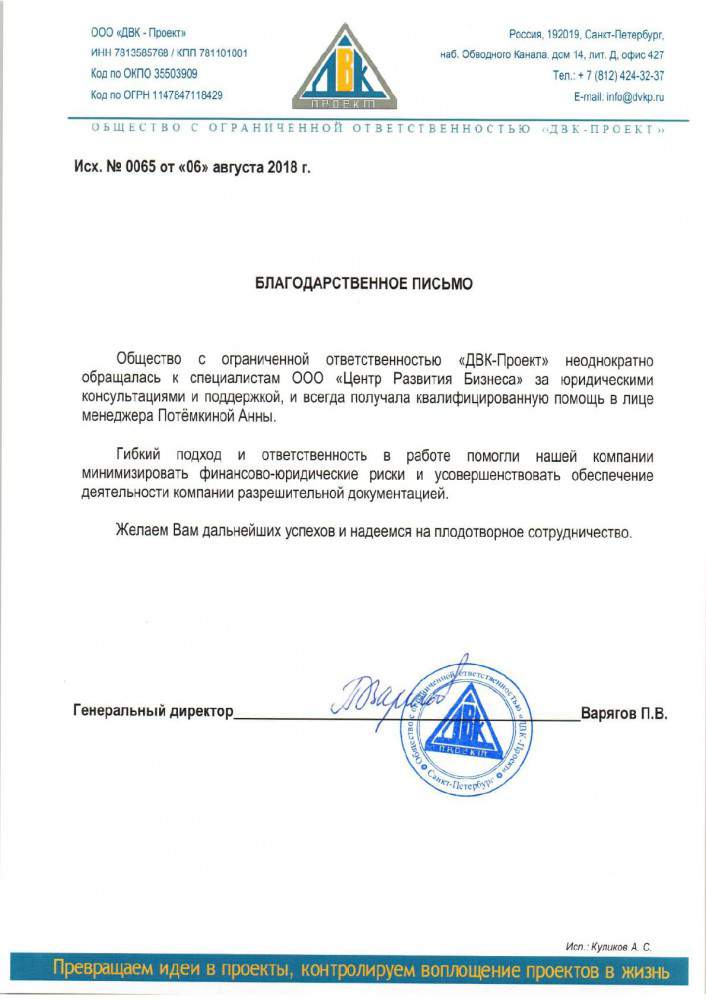 ООО «ДВК - Проект»
ИНН 7813585768 / КПП 781101001
Код по ОКПО 35503909
Код по ОГРН 1147847118429
ДВК
ПРОЕКТ
Россия, 192019, Санкт-Петербург,
наб. Обводного Канала, дом 14, лит. Д, офис 427
Тел.: + 7 (812) 424-32-37
E-mail: info@dvkp.ru
ОБЩЕСТВО С ОГРАНИЧЕННОЙ ОТВЕТСТВЕННОСТЬЮ «ДВК-ПРОЕКТ»
Исх. № 0065 от «06» августа 2018 г.
БЛАГОДАРСТВЕННОЕ ПИСЬМО
Общество с ограниченной ответственностью «ДВК-Проект» неоднократно
обращалась к специалистам ООО «Центр Развития Бизнеса» за юридическими
консультациями и поддержкой, и всегда получала квалифицированную помощь в лице
менеджера Потёмкиной Анны.
Гибкий подход и ответственность в работе помогли нашей компании
минимизировать финансово-юридические риски и усовершенствовать обеспечение
деятельности компании разрешительной документацией.
Желаем Вам дальнейших успехов и надеемся на плодотворное сотрудничество.
Генеральный директор Варягов П.В.
Общество с ограниченной ответственностью «ДВК-Проект»
Санкт-Петербург
ДВК
ПРОЕКТ
Исп.: Куликов А. С.
Превращаем идеи в проекты, контролируем воплощение проектов в жизнь